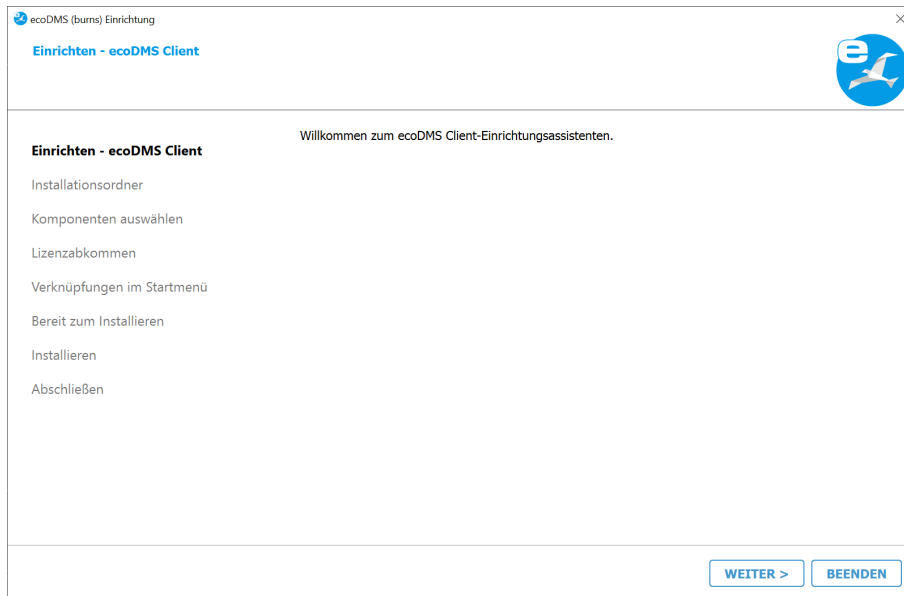 ecoDMS (burns) Einrichtung
Einrichten - ecoDMS Client
e
Willkommen zum ecoDMS Client-Einrichtungsassistenten.
Einrichten - ecoDMS Client
Installationsordner
Komponenten auswählen
Lizenzabkommen
Verknüpfungen im Startmenü
Bereit zum Installieren
Installieren
Abschließen
WEITER > BEENDEN